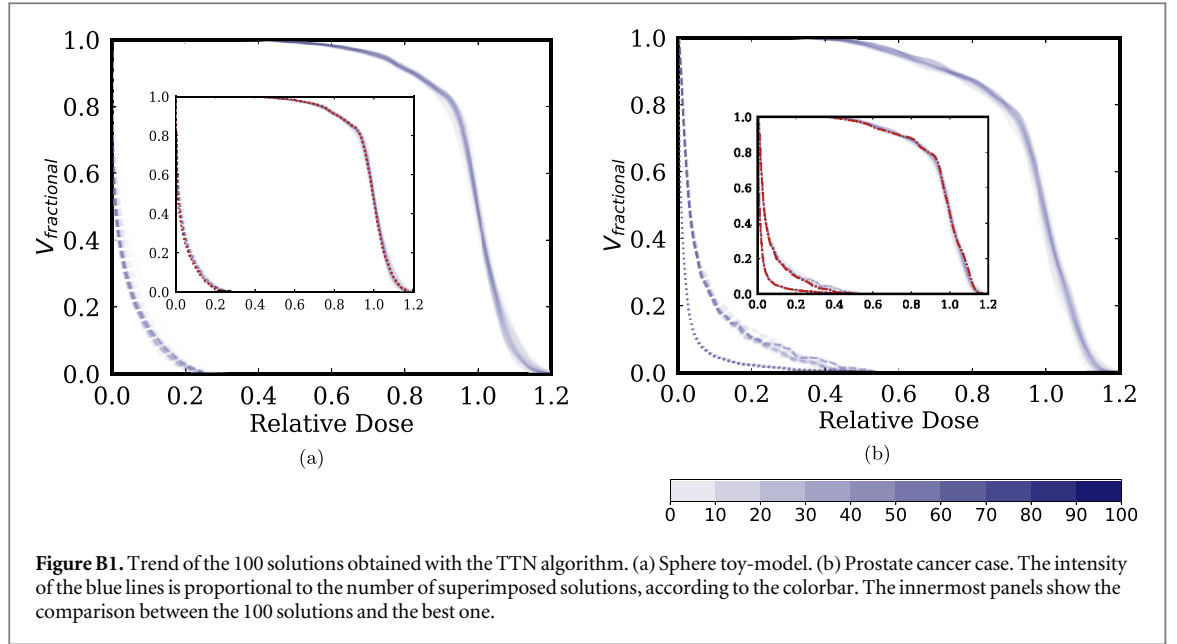 1.0
0.8
0.6
0.4
0.2
0.0
V_fractional
0.0 0.2 0.4 0.6 0.8 1.0 1.2
Relative Dose
(a)
1.0
0.8
0.6
0.4
0.2
0.0
0.0 0.2 0.4 0.6 0.8 1.0 1.2
1.0
0.8
0.6
0.4
0.2
0.0
V_fractional
0.0 0.2 0.4 0.6 0.8 1.0 1.2
Relative Dose
(b)
1.0
0.8
0.6
0.4
0.2
0.0
0.0 0.2 0.4 0.6 0.8 1.0 1.2
0 10 20 30 40 50 60 70 80 90 100
Figure B1. Trend of the 100 solutions obtained with the TTN algorithm. (a) Sphere toy-model. (b) Prostate cancer case. The intensity
of the blue lines is proportional to the number of superimposed solutions, according to the colorbar. The innermost panels show the
comparison between the 100 solutions and the best one.